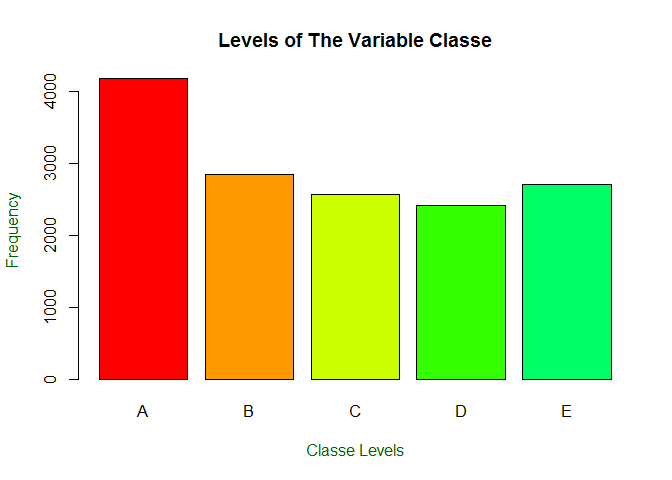 Levels of The Variable Classe
Frequency
4000
3000
2000
1000
0
A B C D E
Classe Levels